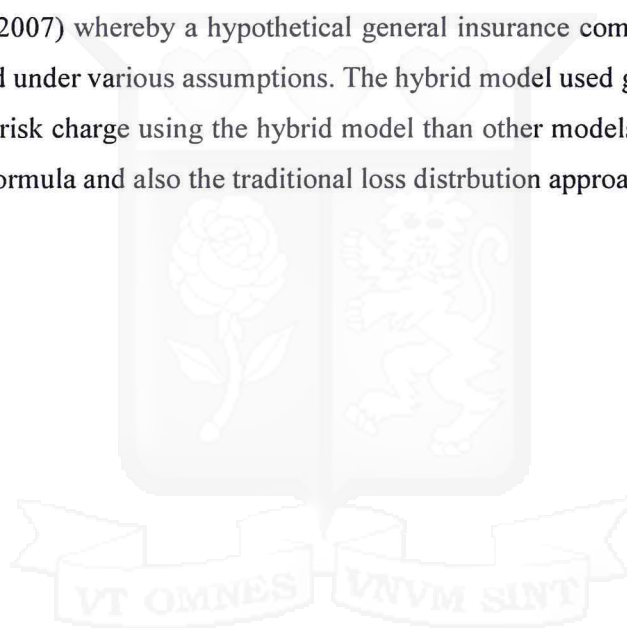 2007) whereby a hypothetical general insurance com
d under various assumptions. The hybrid model used g
risk charge using the hybrid model than other models
ormula and also the traditional loss distrbution approa
VT OMNES VNVM SINT